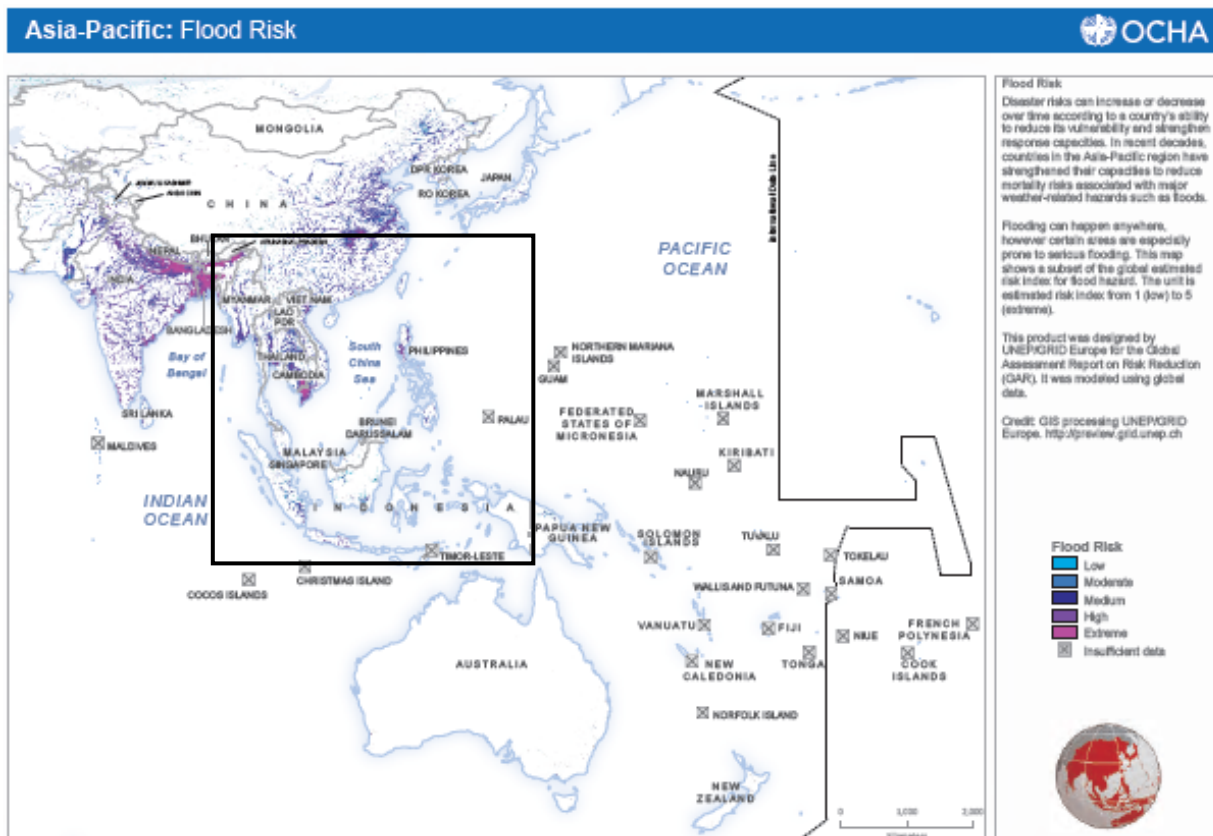 Asia-Pacific: Flood Risk
OCHA
MONGOLIA
DPR KOREA
RO KOREA
JAPAN
CHINA
BHUTAN
NEPAL
INDIA
MYANMAR
VIET NAM
LAO
PDR
BANGLADESH
THAILAND
CAMBODIA
Bay of
Bengel
South
China
Sea
PHILIPPINES
SRI LANKA
MALDIVES
BRUNEI
DARUSSALAM
MALAYSIA
SINGAPORE
INDONESIA
INDIAN
OCEAN
TIMOR-LESTE
CHRISTMAS ISLAND
COCOS ISLANDS
PACIFIC
OCEAN
International Date Line
NORTHERN MARIANA
ISLANDS
GUAM
PALAU
FEDERATED
STATES OF
MICRONESIA
MARSHALL
ISLANDS
KIRIBATI
NAURU
PAPUA NEW
GUINEA
SOLOMON
ISLANDS
TUVALU
TOKELAU
WALLIS AND FUTUNA
SAMOA
VANUATU
FIJI
NIUE
FRENCH
POLYNESIA
TONGA
COOK
ISLANDS
NEW
CALEDONIA
NORFOLK ISLAND
AUSTRALIA
NEW
ZEALAND
0 1,000 2,000
Flood Risk
Disaster risks can increase or decrease
over time according to a country's ability
to reduce its vulnerability and strengthen
response capacities. In recent decades,
countries in the Asia-Pacific region have
strengthened their capacities to reduce
mortality risks associated with major
weather-related hazards such as floods.
Flooding can happen anywhere,
however certain areas are especially
prone to serious flooding. This map
shows a subset of the global estimated
risk index for flood hazard. The unit is
estimated risk index from 1 (low) to 5
(extreme).
This product was designed by
UNEP/GRID Europe for the Global
Assessment Report on Risk Reduction
(GAR). It was modeled using global
data.
Credit: GIS processing UNEP/GRID
Europe. http://preview.grid.unep.ch
Flood Risk
Low
Moderate
Medium
High
Extreme
Insufficient data